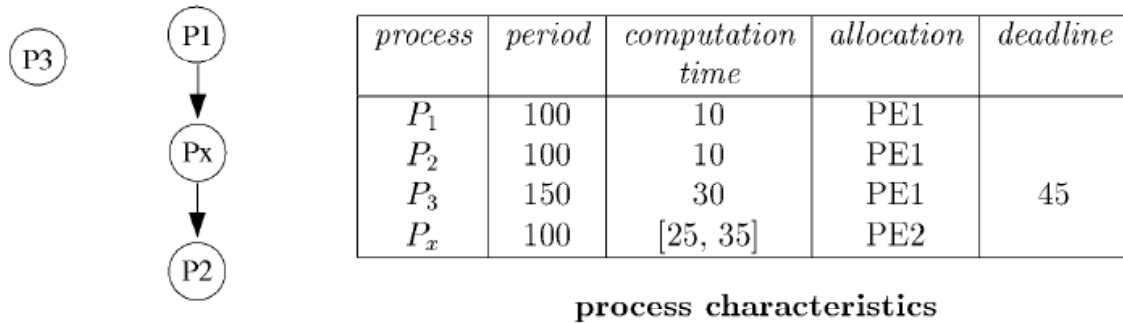 P3
P1
Px
P2
process period computation time allocation deadline
P₁ 100 10 PE1
P₂ 100 10 PE1
P₃ 150 30 PE1 45
Pₓ 100 [25, 35] PE2
process characteristics